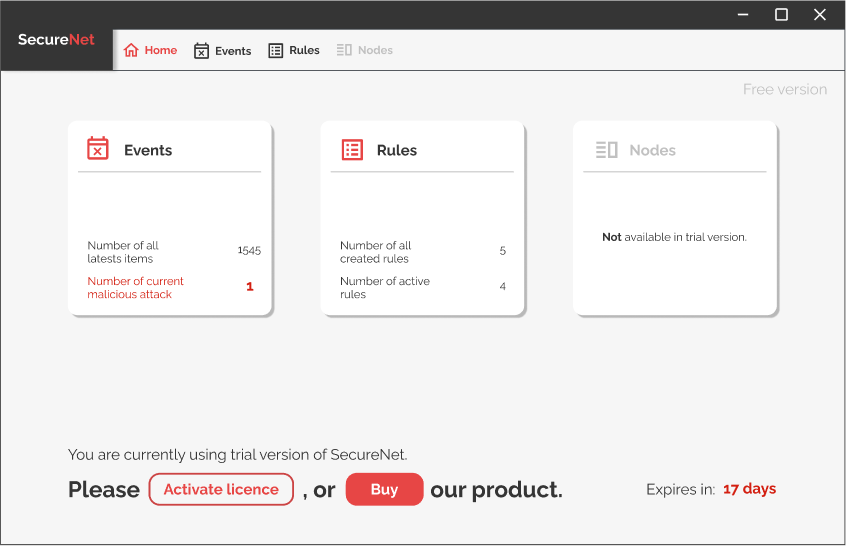 SecureNet
Home
Events
Rules
Nodes
Free version
Events
Number of all
latests items
1545
Number of current
malicious attack
1
Rules
Number of all
created rules
5
Number of active
rules
4
Nodes
Not available in trial version.
You are currently using trial version of SecureNet.
Please Activate licence , or Buy our product.
Expires in: 17 days